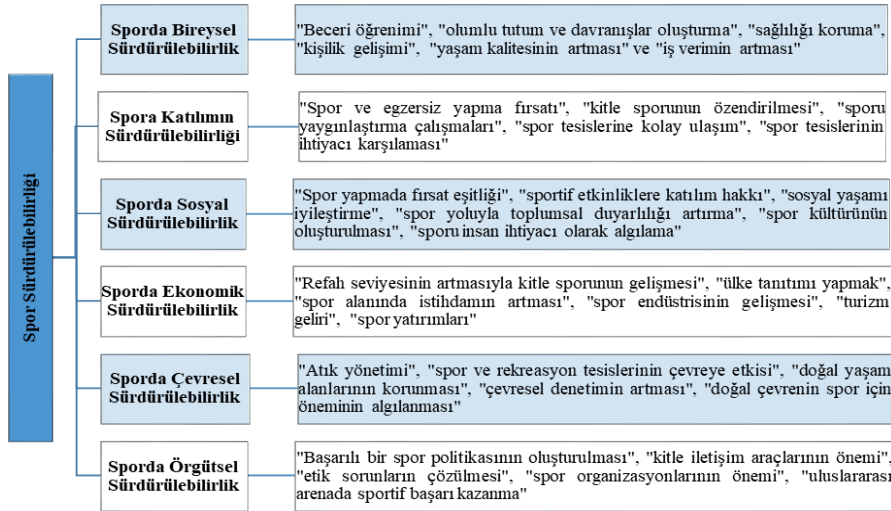 Spor Sürdürülebilirliği
Sporda Bireysel
Sürdürülebilirlik
"Beceri öğrenimi", "olumlu tutum ve davranışlar oluşturma", "sağlılığı koruma",
"kişilik gelişimi", "yaşam kalitesinin artması" ve "iş verimin artması"
Spora Katılımın
Sürdürülebilirliği
"Spor ve egzersiz yapma fırsatı", "kitle sporunun özendirilmesi", "sporu
yaygınlaştırma çalışmaları", "spor tesislerine kolay ulaşım", "spor tesislerinin
ihtiyacı karşılaması"
Sporda Sosyal
Sürdürülebilirlik
"Spor yapmada fırsat eşitliği", "sportif etkinliklere katılım hakkı", "sosyal yaşamı
iyileştirme", "spor yoluyla toplumsal duyarlılığı artırma", "spor kültürünün
oluşturulması", "sporu insan ihtiyacı olarak algılama"
Sporda Ekonomik
Sürdürülebilirlik
"Refah seviyesinin artmasıyla kitle sporunun gelişmesi", "ülke tanıtımı yapmak",
"spor alanında istihdamın artması", "spor endüstrisinin gelişmesi", "turizm
geliri", "spor yatırımları"
Sporda Çevresel
Sürdürülebilirlik
"Atık yönetimi", "spor ve rekreasyon tesislerinin çevreye etkisi", "doğal yaşam
alanlarının korunması", "çevresel denetimin artması", "doğal çevrenin spor için
öneminin algılanması"
Sporda Örgütsel
Sürdürülebilirlik
"Başarılı bir spor politikasının oluşturulması", "kitle iletişim araçlarının önemi",
"etik sorunların çözülmesi", "spor organizasyonlarının önemi", "uluslararası
arenada sportif başarı kazanma"